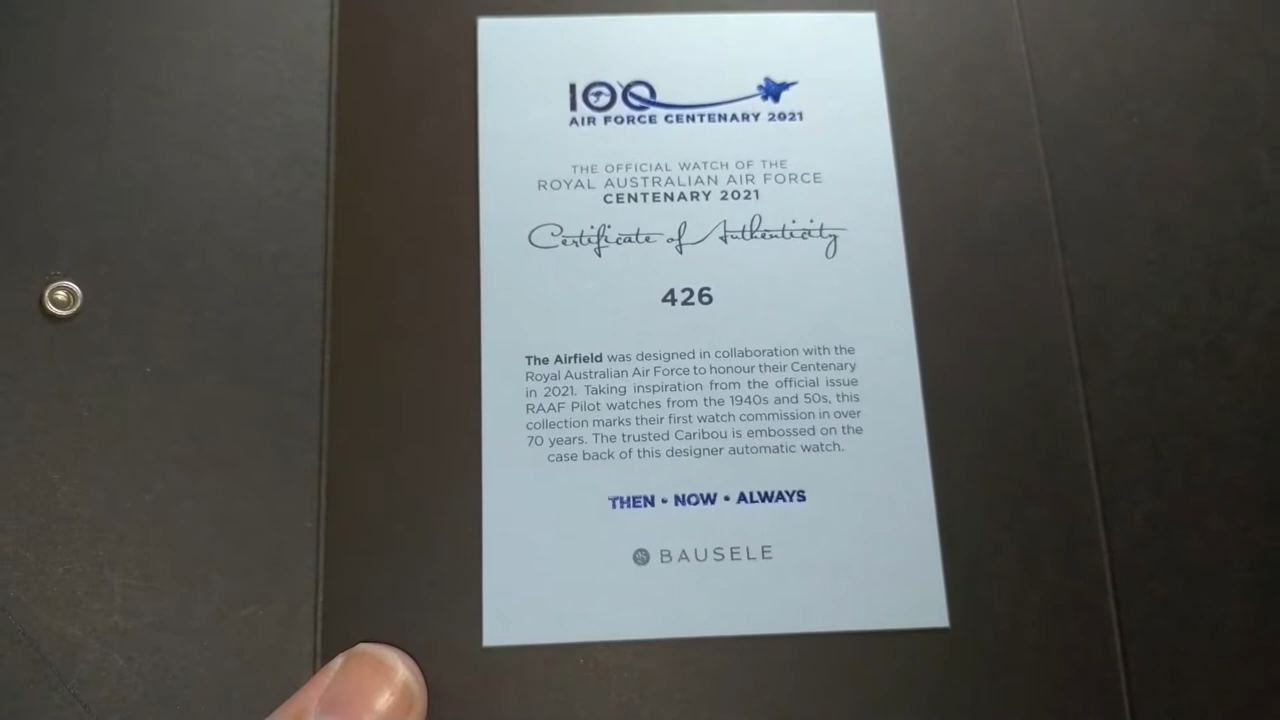 100
AIR FORCE CENTENARY 2021
THE OFFICIAL WATCH OF THE
ROYAL AUSTRALIAN AIR FORCE
CENTENARY 2021
Certificate of Authenticity
426
The Airfield was designed in collaboration with the
Royal Australian Air Force to honour their Centenary
in 2021. Taking inspiration from the official issue
RAAF Pilot watches from the 1940s and 50s, this
collection marks their first watch commission in over
70 years. The trusted Caribou is embossed on the
case back of this designer automatic watch.
THEN • NOW • ALWAYS
BAUSELE